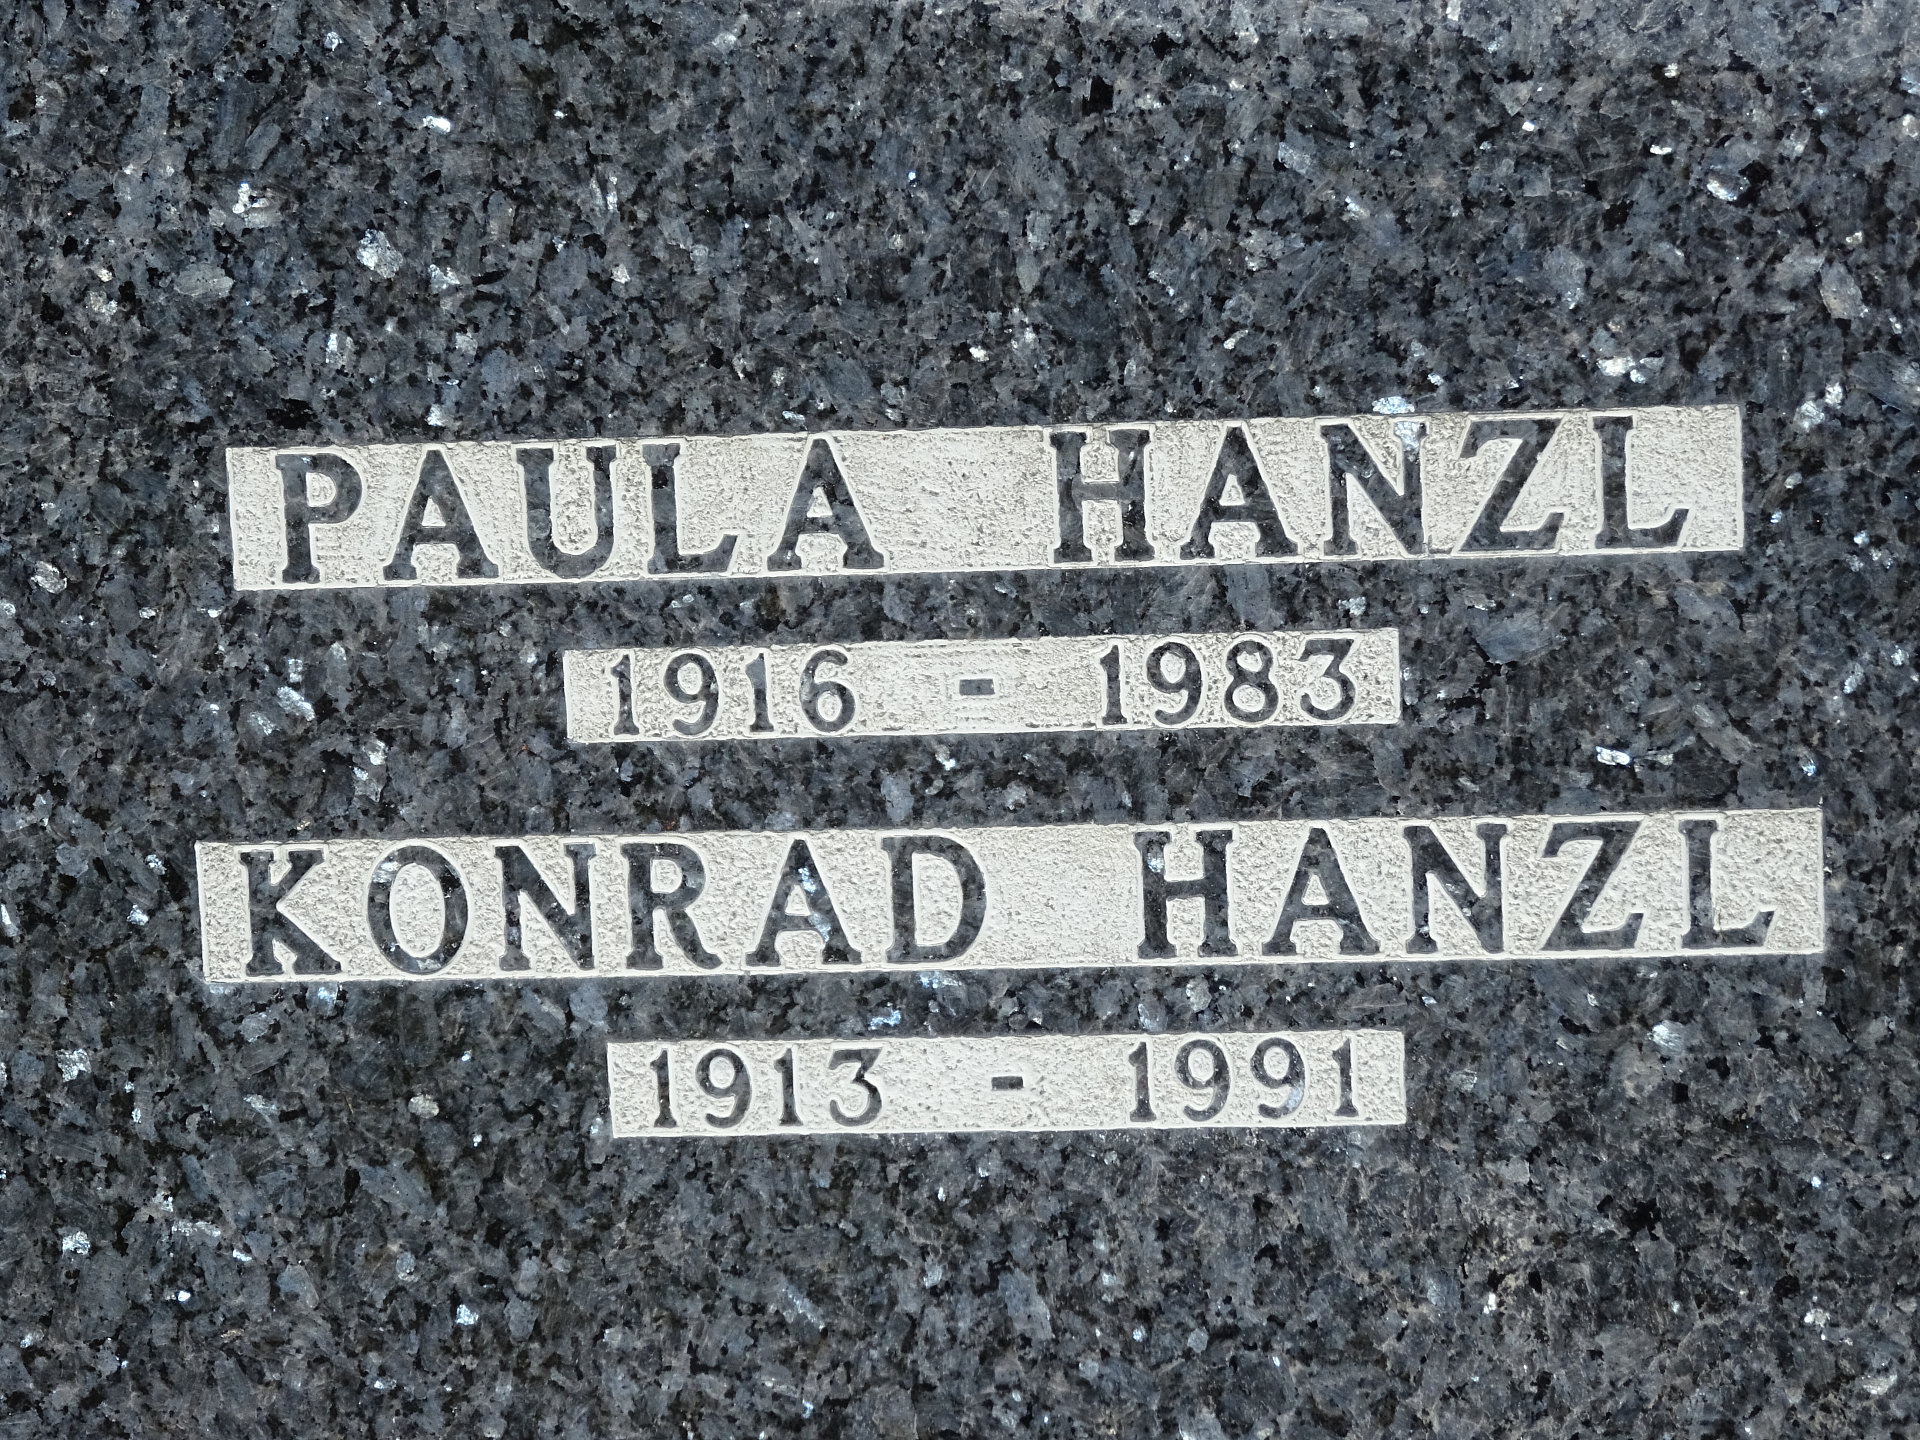 PAULA HANZL
1916 - 1983
KONRAD HANZL
1913 - 1991